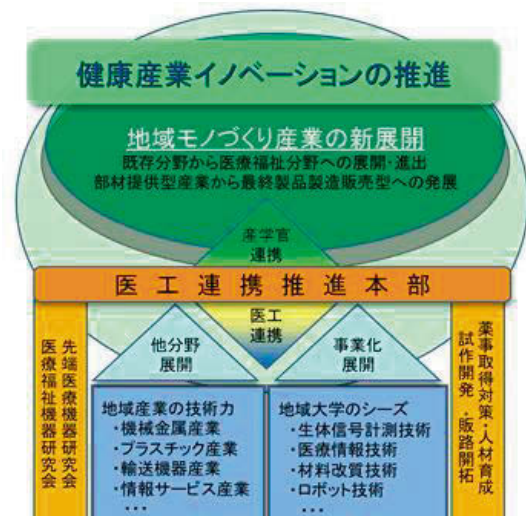 健康産業イノベーションの推進
地域モノづくり産業の新展開
既存分野から医療福祉分野への展開・進出
部材提供型産業から最終製品製造販売型への発展
産学官
連携
医工連携推進本部
医工
連携
他分野
展開
事業化
展開
先端医療機器研究会
医療福祉機器研究会
地域産業の技術力
・機械金属産業
・プラスチック産業
・輸送機器産業
・情報サービス産業
・・・
地域大学のシーズ
・生体信号計測技術
・医療情報技術
・材料改質技術
・ロボット技術
・・・
薬事取得対策・人材育成
試作開発・販路開拓